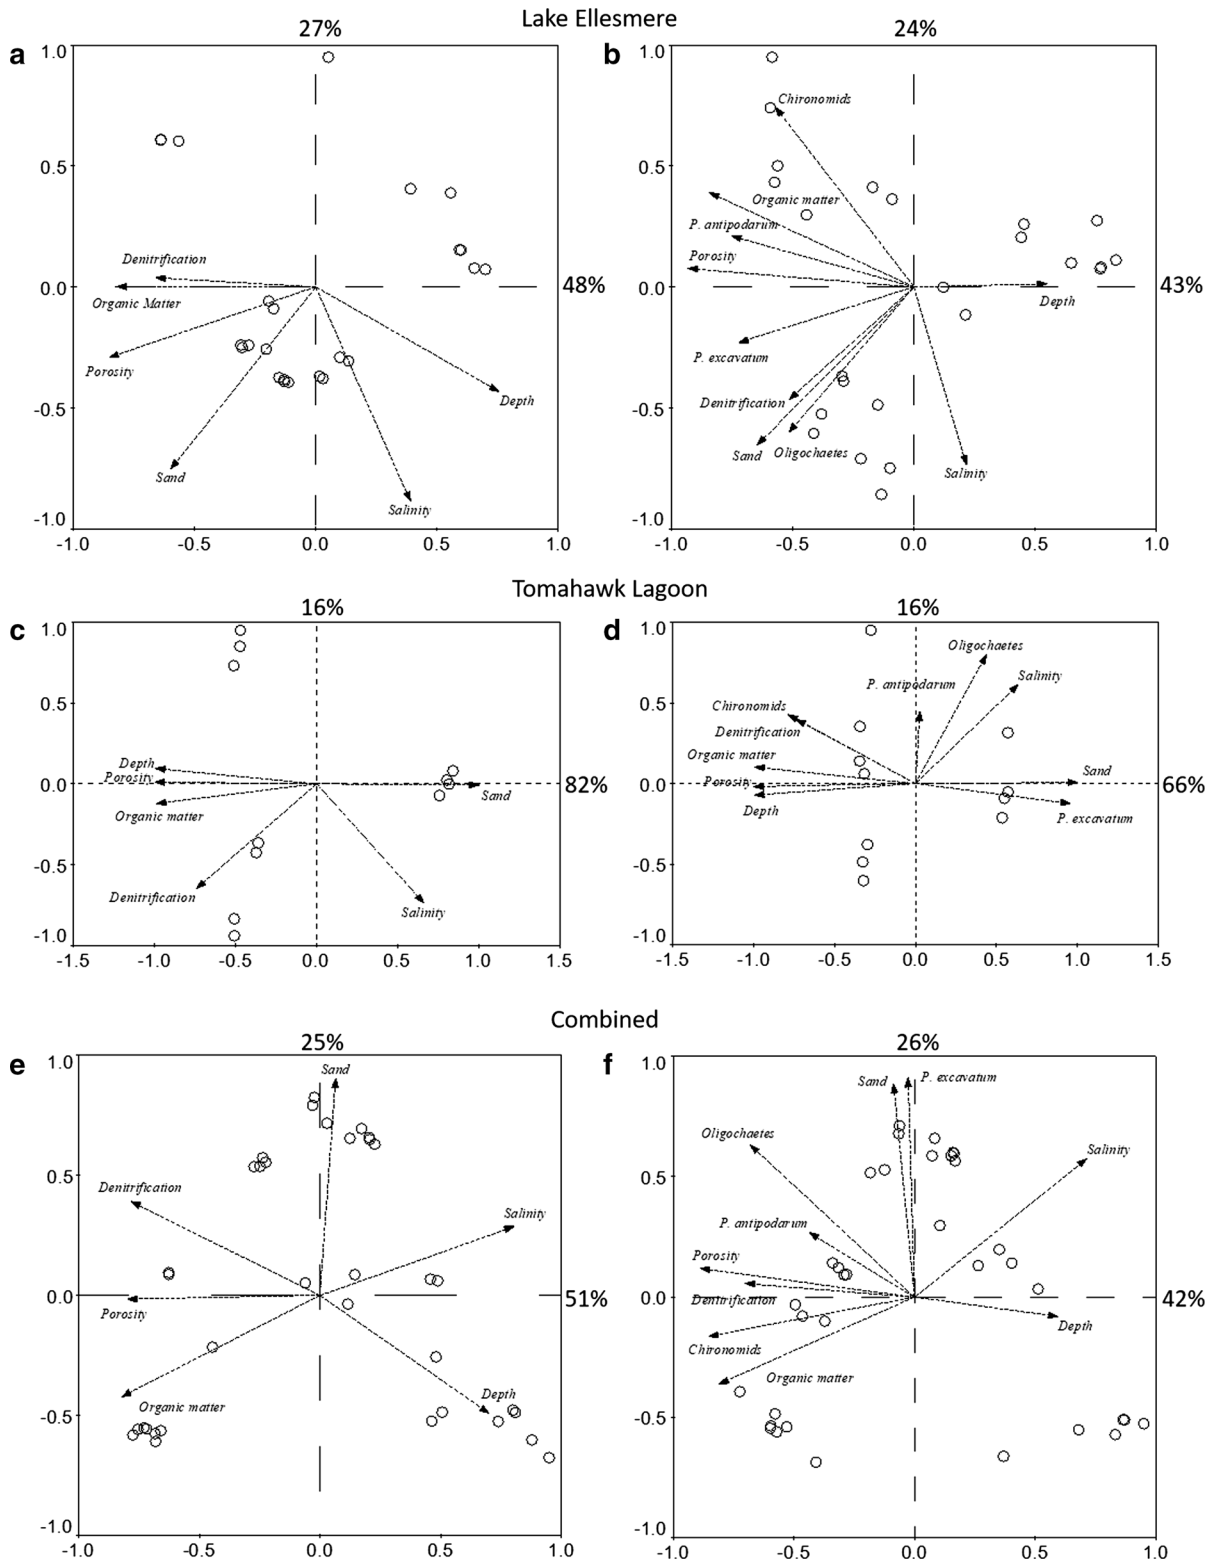 Lake Ellesmere
27%
24%
a
b
1.0
0.5
0.0
-0.5
-1.0
-1.0 -0.5 0.0 0.5 1.0
Denitrification
Organic Matter
Porosity
Sand
Salinity
Depth
48%
1.0
0.5
0.0
-0.5
-1.0
-1.0 -0.5 0.0 0.5 1.0
Chironomids
Organic matter
P. antipodarum
Porosity
Depth
P. excavatum
Denitrification
Sand
Oligochaetes
Salinity
43%
Tomahawk Lagoon
16%
16%
c
d
1.0
0.5
0.0
-0.5
-1.0
-1.5 -1.0 -0.5 0.0 0.5 1.0 1.5
Depth
Porosity
Organic matter
Sand
Denitrification
Salinity
82%
1.0
0.5
0.0
-0.5
-1.0
-1.5 -1.0 -0.5 0.0 0.5 1.0 1.5
Oligochaetes
Salinity
P. antipodarum
Chironomids
Denitrification
Organic matter
Porosity
Depth
Sand
P. excavatum
66%
Combined
25%
26%
e
f
1.0
0.5
0.0
-0.5
-1.0
-1.0 -0.5 0.0 0.5 1.0
Sand
Denitrification
Salinity
Porosity
Organic matter
Depth
51%
1.0
0.5
0.0
-0.5
-1.0
-1.0 -0.5 0.0 0.5 1.0
Sand
P. excavatum
Oligochaetes
Salinity
P. antipodarum
Porosity
Denitrification
Depth
Chironomids
Organic matter
42%